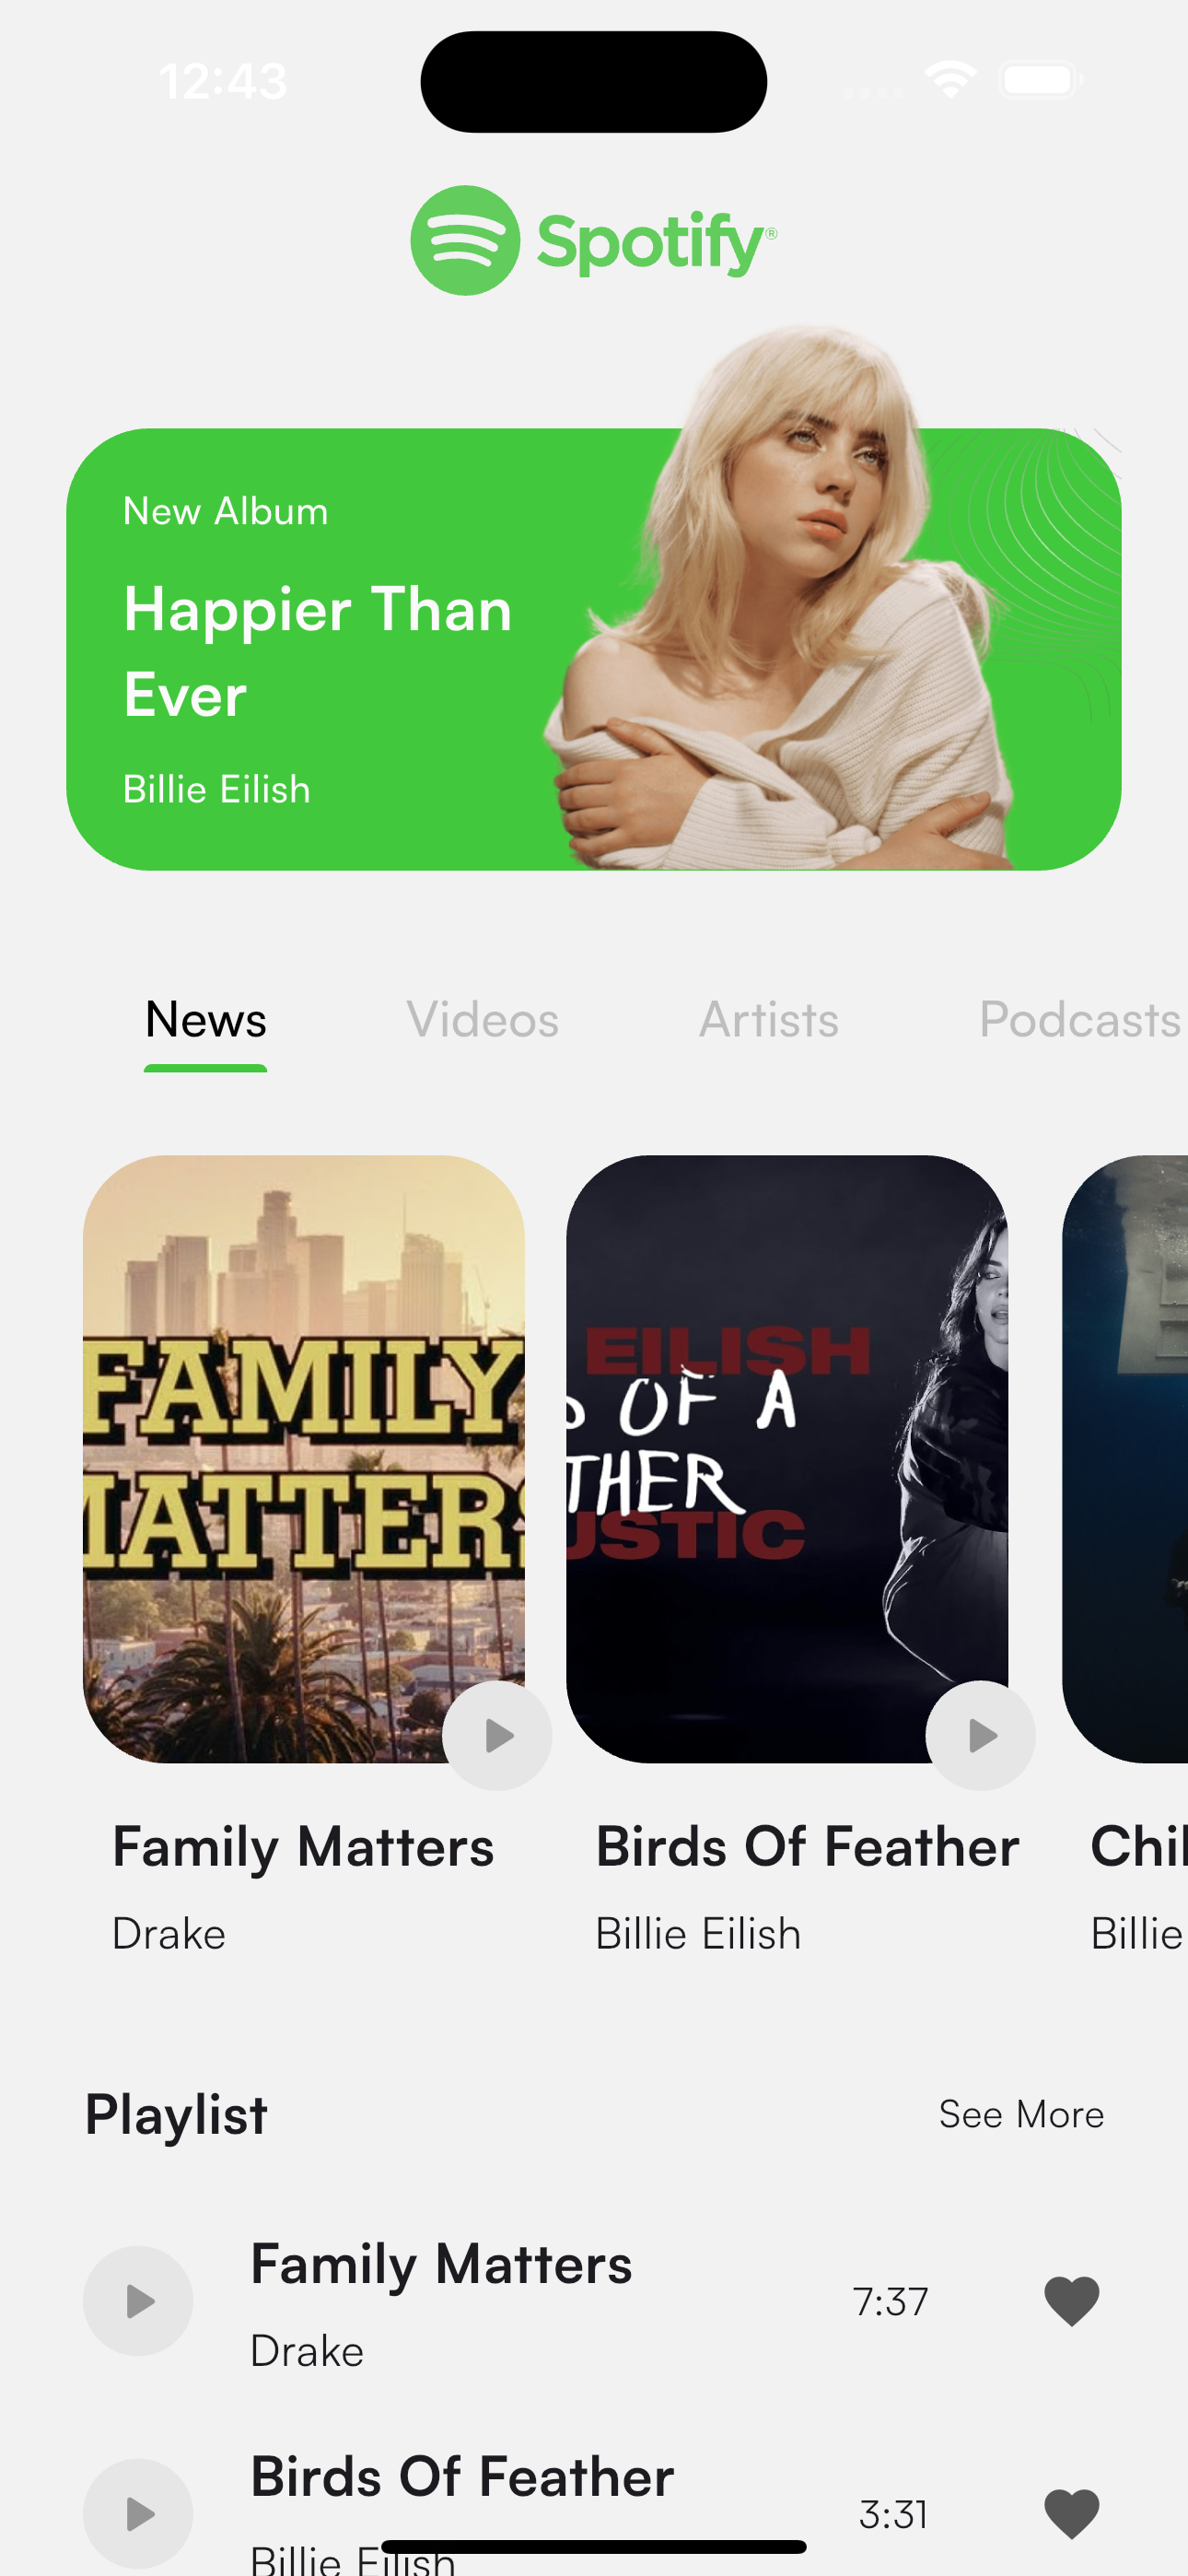 12:43
Spotify®
New Album
Happier Than
Ever
Billie Eilish
News Videos Artists Podcasts
FAMILY
MATTERS
EILISH
OF A
THER
USTIC
Family Matters Birds Of Feather Chil
Drake Billie Eilish Billie
Playlist See More
Family Matters
7:37
Drake
Birds Of Feather
3:31
Billie Eilish